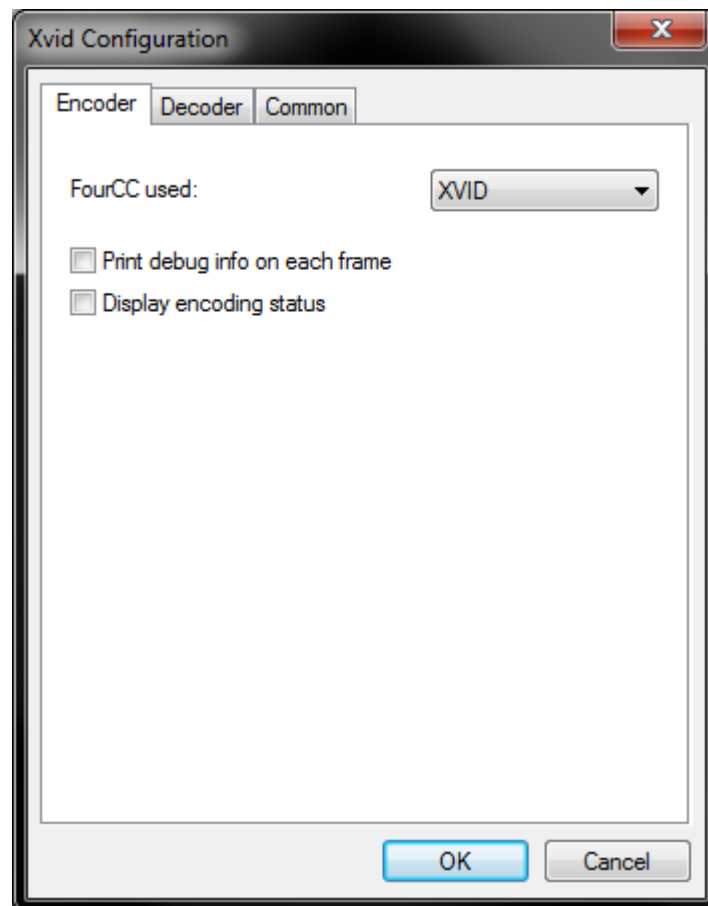 Xvid Configuration
Encoder Decoder Common
FourCC used: XVID
Print debug info on each frame
Display encoding status
OK Cancel